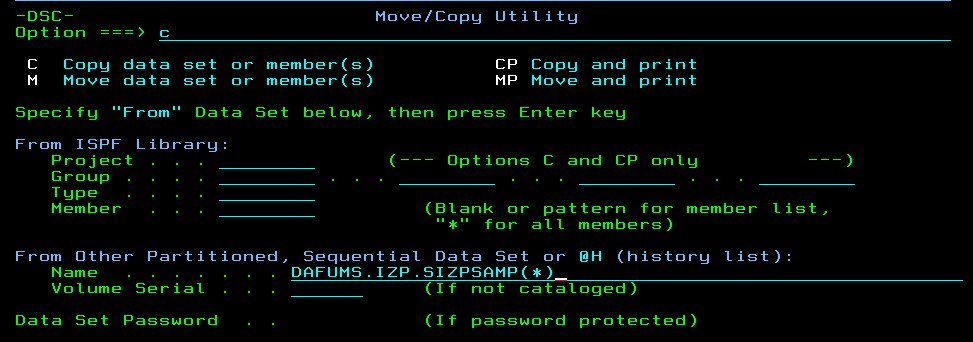 -DSC- Move/Copy Utility
Option ===> c
C Copy data set or member(s) CP Copy and print
M Move data set or member(s) MP Move and print
Specify "From" Data Set below, then press Enter key
From ISPF Library:
Project . . . (--- Options C and CP only ---)
Group . . . . . . . . . . . . .
Type . . . .
Member . . . (Blank or pattern for member list,
"*" for all members)
From Other Partitioned, Sequential Data Set or @H (history list):
Name . . . . . . . DAFUMS.IZP.SIZPSAMP(*)
Volume Serial . . . (If not cataloged)
Data Set Password . . (If password protected)